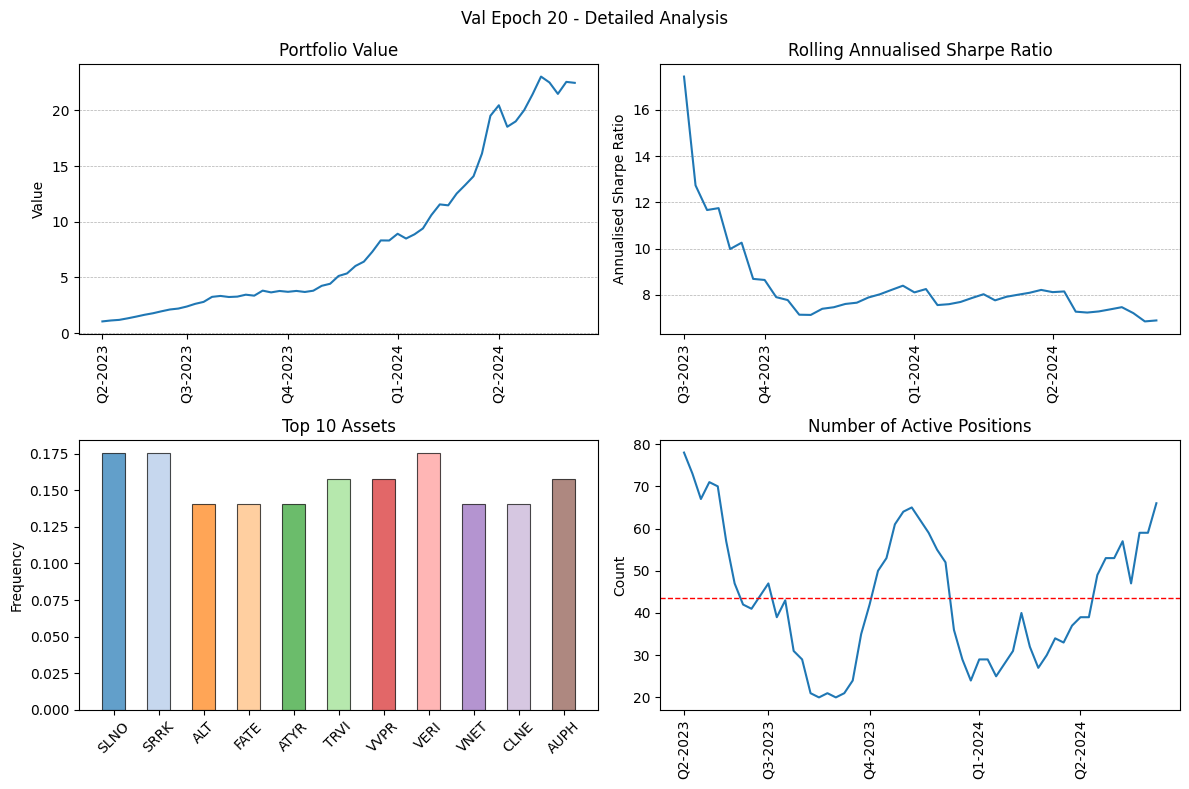 Val Epoch 20 - Detailed Analysis
Portfolio Value
Value
20
15
10
5
0
Q2-2023
Q3-2023
Q4-2023
Q1-2024
Q2-2024
Rolling Annualised Sharpe Ratio
Annualised Sharpe Ratio
16
14
12
10
8
Q3-2023
Q4-2023
Q1-2024
Q2-2024
Top 10 Assets
Frequency
0.175
0.150
0.125
0.100
0.075
0.050
0.025
0.000
SLNO
SRRK
ALT
FATE
ATYR
TRVI
VVPR
VERI
VNET
CLNE
AUPH
Number of Active Positions
Count
80
70
60
50
40
30
20
Q2-2023
Q3-2023
Q4-2023
Q1-2024
Q2-2024